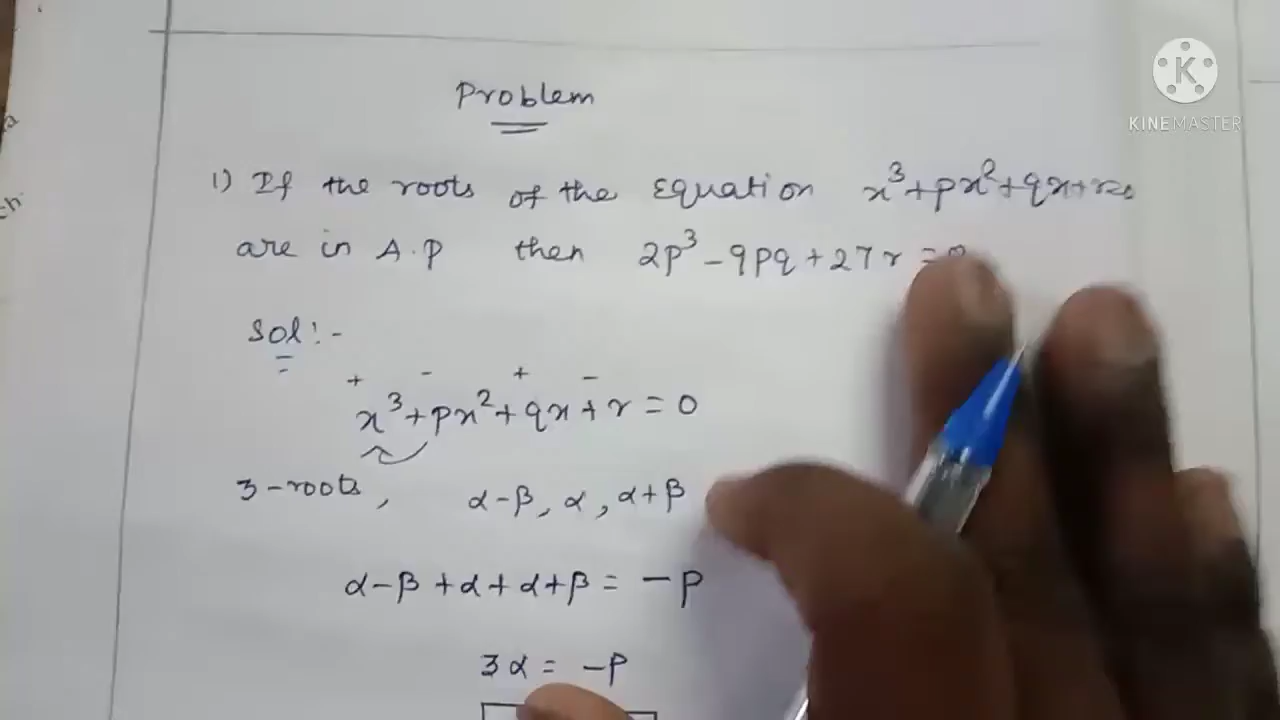 KINEMASTER
Problem
1) If the roots of the Equation x³+px²+qx+r=0
are in A.P then 2p³-9pq+27r=0
Sol:-
+ - + -
x³+px²+qx+r=0
3-roots, α-β, α, α+β
α-β+α+α+β = -p
3α = -p